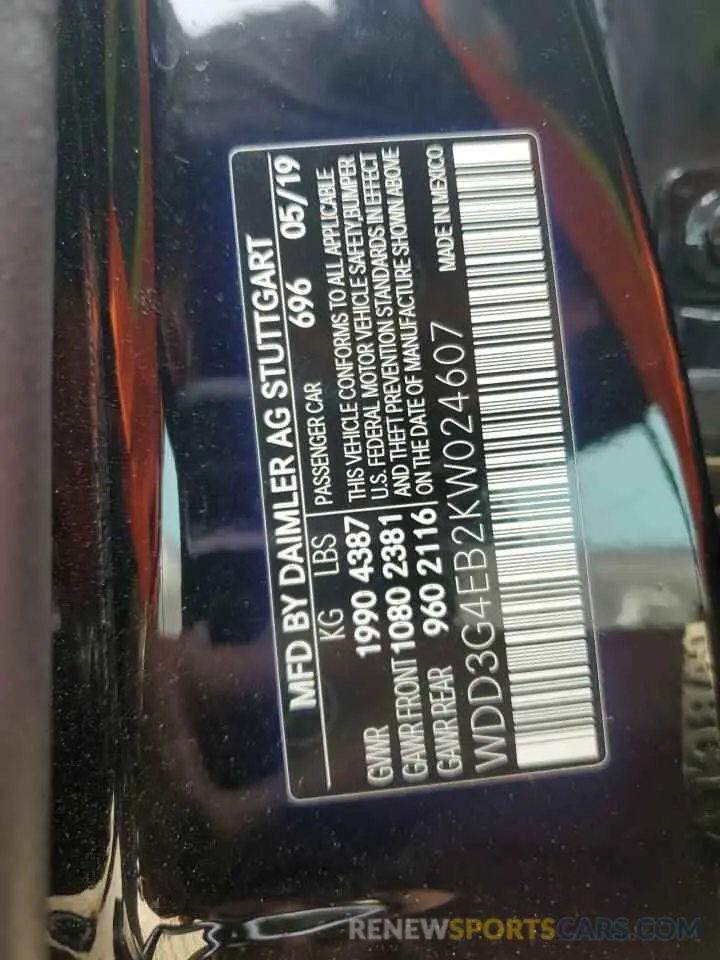 MFD BY DAIMLER AG STUTTGART
KG LBS 696 05/19
PASSENGER CAR
GVWR 1990 4387
GAWR FRONT 1080 2381
GAWR REAR 960 2116
THIS VEHICLE CONFORMS TO ALL APPLICABLE
U.S. FEDERAL MOTOR VEHICLE SAFETY, BUMPER
AND THEFT PREVENTION STANDARDS IN EFFECT
ON THE DATE OF MANUFACTURE SHOWN ABOVE
WDD3G4EB2KW024607 MADE IN MEXICO
RENEWSPORTSCARS.COM